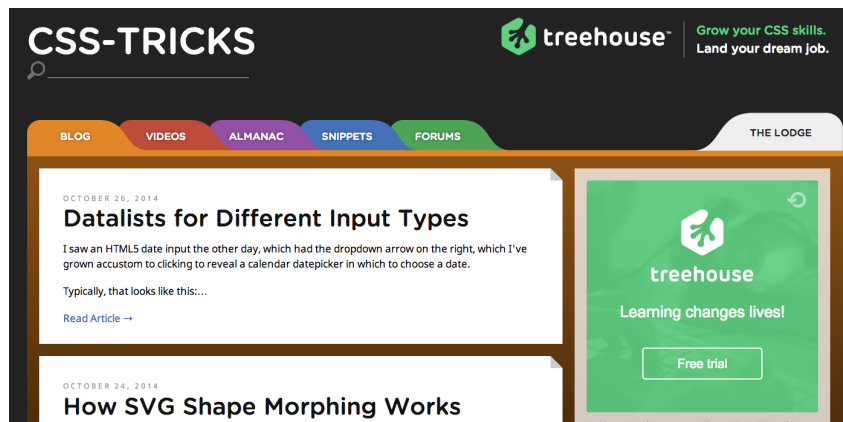 CSS-TRICKS
treehouse™
Grow your CSS skills.
Land your dream job.
BLOG
VIDEOS
ALMANAC
SNIPPETS
FORUMS
THE LODGE
OCTOBER 26, 2014
Datalists for Different Input Types
I saw an HTML5 date input the other day, which had the dropdown arrow on the right, which I've
grown accustom to clicking to reveal a calendar datepicker in which to choose a date.
Typically, that looks like this:…
Read Article →
treehouse
Learning changes lives!
Free trial
OCTOBER 24, 2014
How SVG Shape Morphing Works